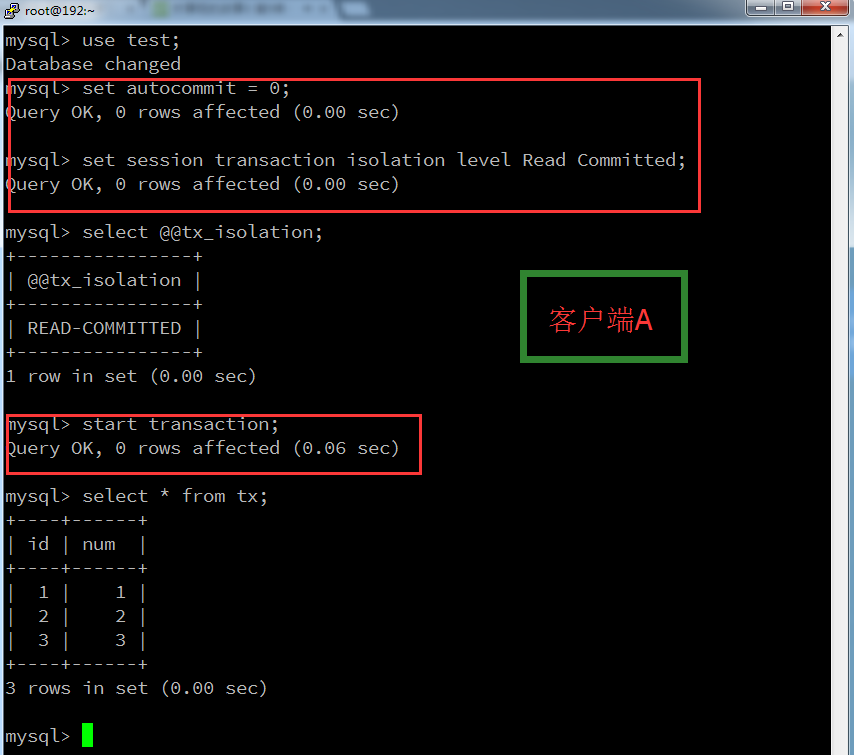 root@192:~
mysql> use test;
Database changed
mysql> set autocommit = 0;
Query OK, 0 rows affected (0.00 sec)
mysql> set session transaction isolation level Read Committed;
Query OK, 0 rows affected (0.00 sec)
mysql> select @@tx_isolation;
+----------------+
| @@tx_isolation |
+----------------+
| READ-COMMITTED |
+----------------+
1 row in set (0.00 sec)
客户端A
mysql> start transaction;
Query OK, 0 rows affected (0.06 sec)
mysql> select * from tx;
+----+------+
| id | num  |
+----+------+
|  1 |    1 |
|  2 |    2 |
|  3 |    3 |
+----+------+
3 rows in set (0.00 sec)
mysql>